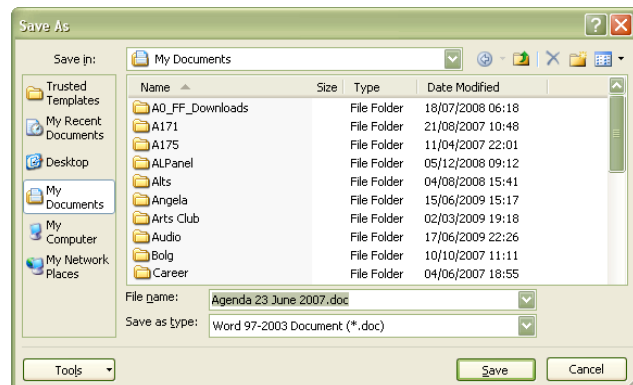 Save As
Save in: My Documents
Trusted Templates
My Recent Documents
Desktop
My Documents
My Computer
My Network Places
Name Size Type Date Modified
A0_FF_Downloads File Folder 18/07/2008 06:18
A171 File Folder 21/08/2007 10:48
A175 File Folder 11/04/2007 22:01
ALPanel File Folder 05/12/2008 09:12
Alts File Folder 04/08/2008 15:41
Angela File Folder 15/06/2009 15:17
Arts Club File Folder 02/03/2009 19:18
Audio File Folder 17/06/2009 22:26
Bolg File Folder 10/10/2007 11:11
Career File Folder 04/06/2007 18:55
File name: Agenda 23 June 2007.doc
Save as type: Word 97-2003 Document (*.doc)
Tools Save Cancel